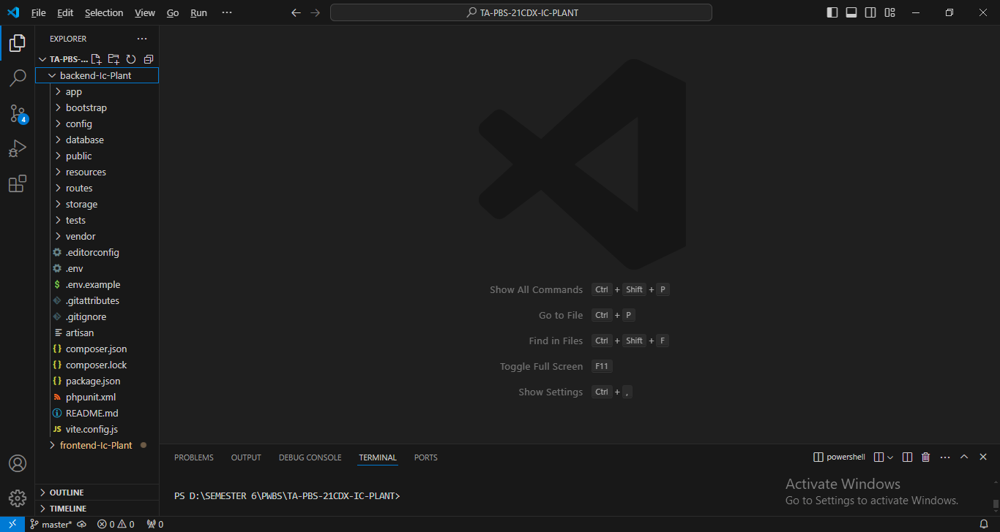 File Edit Selection View Go Run ···
TA-PBS-21CDX-IC-PLANT
EXPLORER ···
TA-PBS-...
backend-Ic-Plant
app
bootstrap
config
4
database
public
resources
routes
storage
tests
vendor
.editorconfig
.env
$ .env.example
.gitattributes
.gitignore
artisan
{} composer.json
{} composer.lock
{} package.json
phpunit.xml
README.md
JS vite.config.js
frontend-Ic-Plant
OUTLINE
TIMELINE
Show All Commands Ctrl + Shift + P
Go to File Ctrl + P
Find in Files Ctrl + Shift + F
Toggle Full Screen F11
Show Settings Ctrl + ,
PROBLEMS OUTPUT DEBUG CONSOLE TERMINAL PORTS
powershell ···
PS D:\SEMESTER 6\PWBS\TA-PBS-21CDX-IC-PLANT>
Activate Windows
Go to Settings to activate Windows.
master* 0 0 0